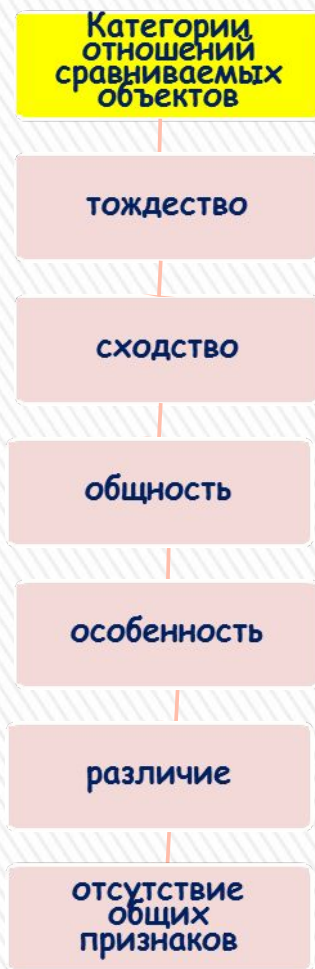 Категории
отношений
сравниваемых
объектов
тождество
сходство
общность
особенность
различие
отсутствие
общих
признаков